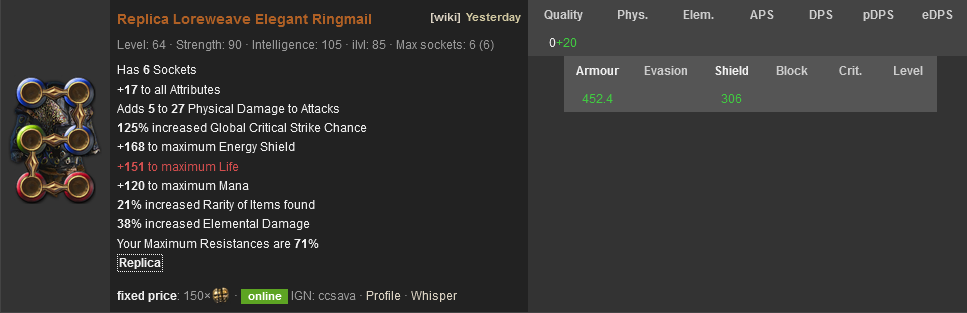 Replica Loreweave Elegant Ringmail [wiki] Yesterday
Level: 64 · Strength: 90 · Intelligence: 105 · ilvl: 85 · Max sockets: 6 (6)
Has 6 Sockets
+17 to all Attributes
Adds 5 to 27 Physical Damage to Attacks
125% increased Global Critical Strike Chance
+168 to maximum Energy Shield
+151 to maximum Life
+120 to maximum Mana
21% increased Rarity of Items found
38% increased Elemental Damage
Your Maximum Resistances are 71%
Replica
fixed price: 150× · online IGN: ccsava · Profile · Whisper
Quality Phys. Elem. APS DPS pDPS eDPS
0+20
Armour Evasion Shield Block Crit. Level
452.4 306